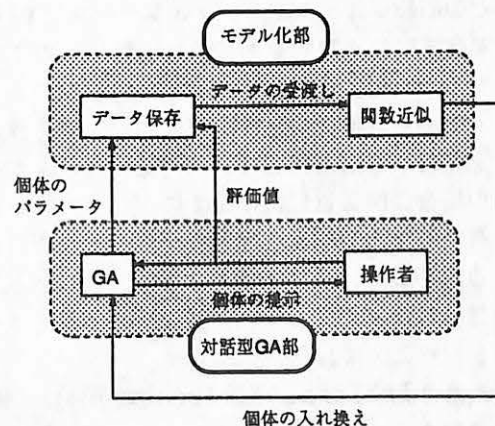 モデル化部
データの受渡し
データ保存
関数近似
個体の
パラメータ
評価値
GA
操作者
個体の提示
対話型GA部
個体の入れ換え